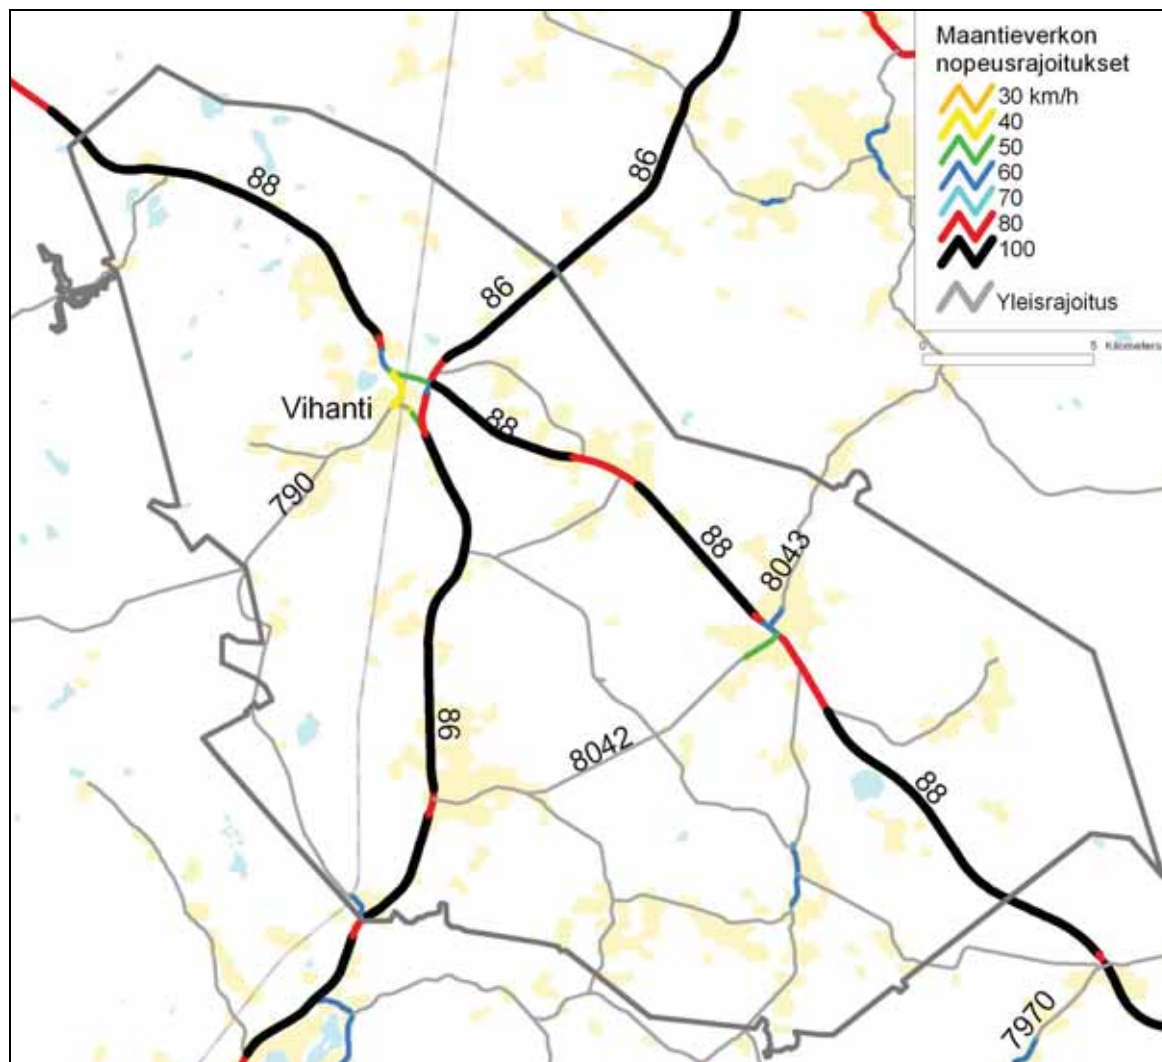 Maantieverkon
nopeusrajoitukset
30 km/h
40
50
60
70
80
100
Yleisrajoitus
0 5 Kilometers
88
86
86
Vihanti
88
790
88
8043
86
8042
88
7970